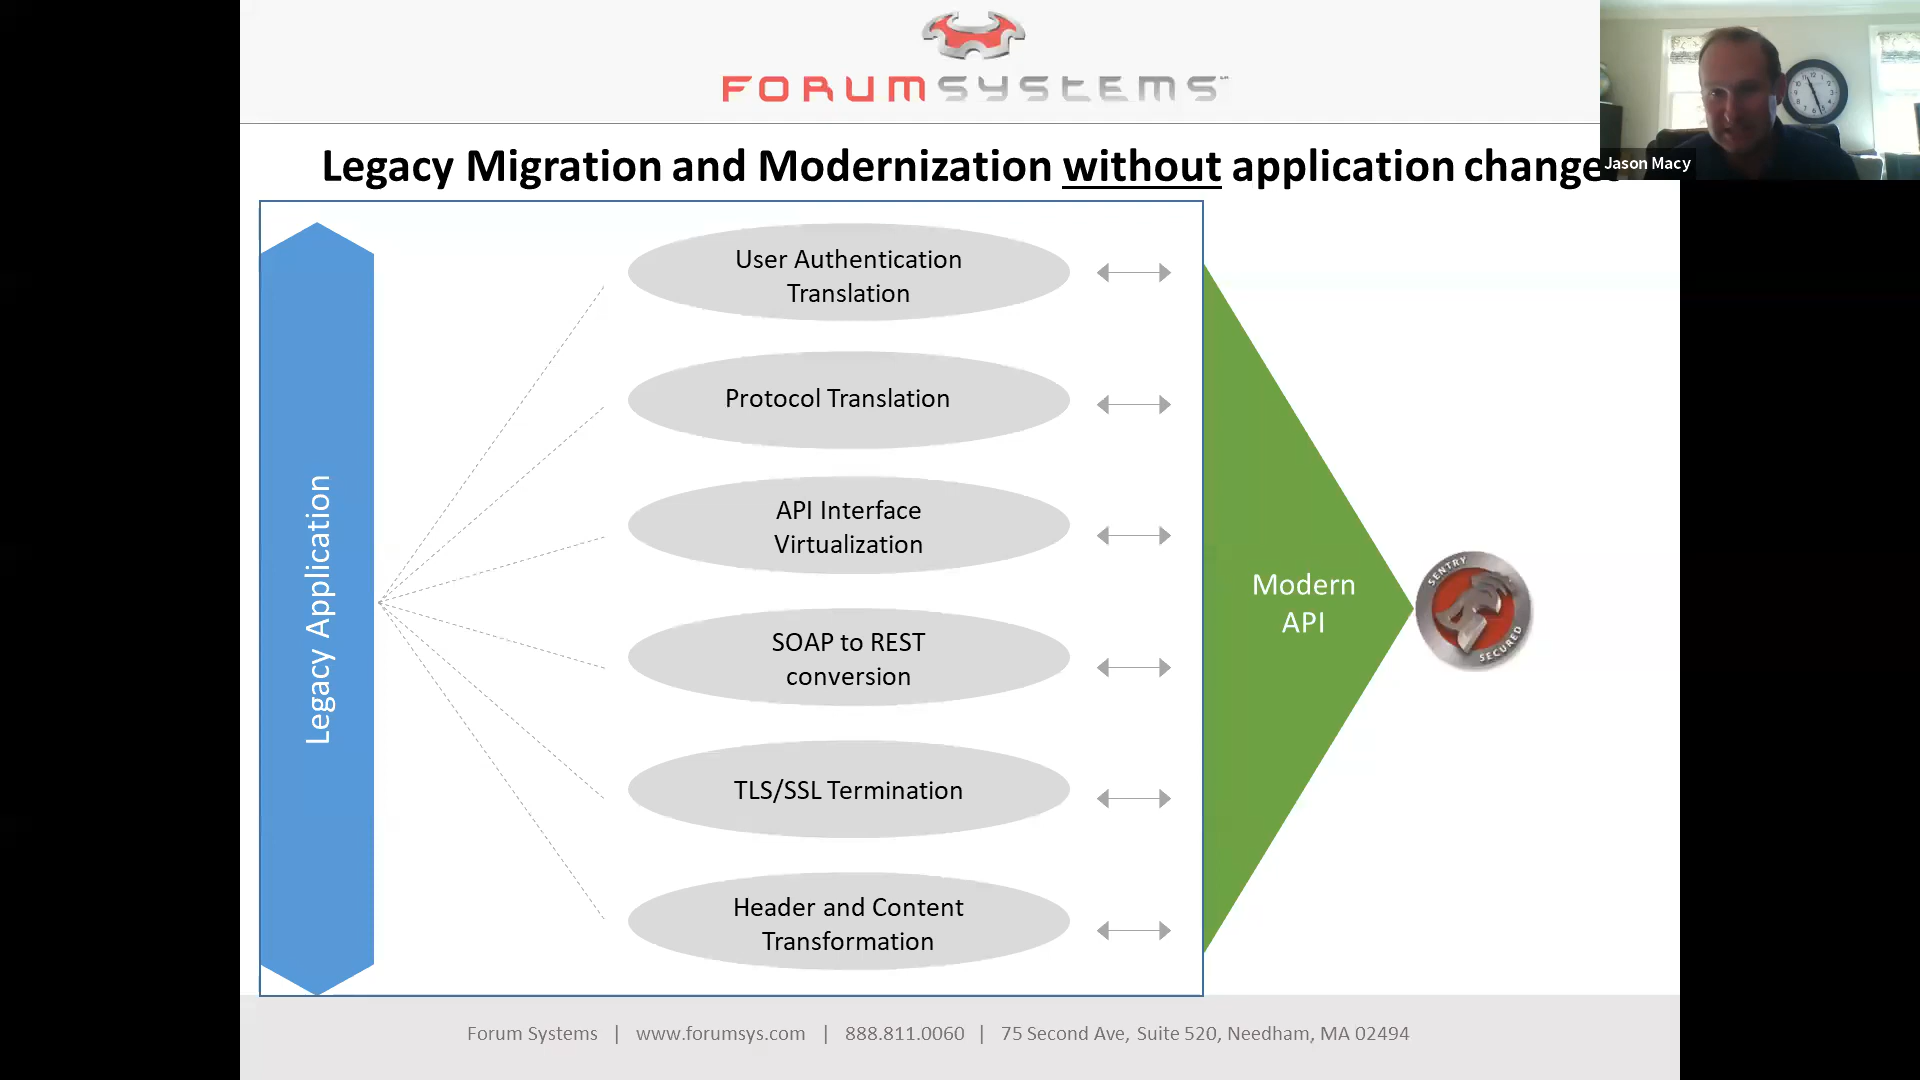 FORUMSYSTEMS
Legacy Migration and Modernization without application change
Jason Macy
Legacy Application
User Authentication
Translation
Protocol Translation
API Interface
Virtualization
SOAP to REST
conversion
TLS/SSL Termination
Header and Content
Transformation
Modern
API
SENTRY
SECURED
Forum Systems | www.forumsys.com | 888.811.0060 | 75 Second Ave, Suite 520, Needham, MA 02494